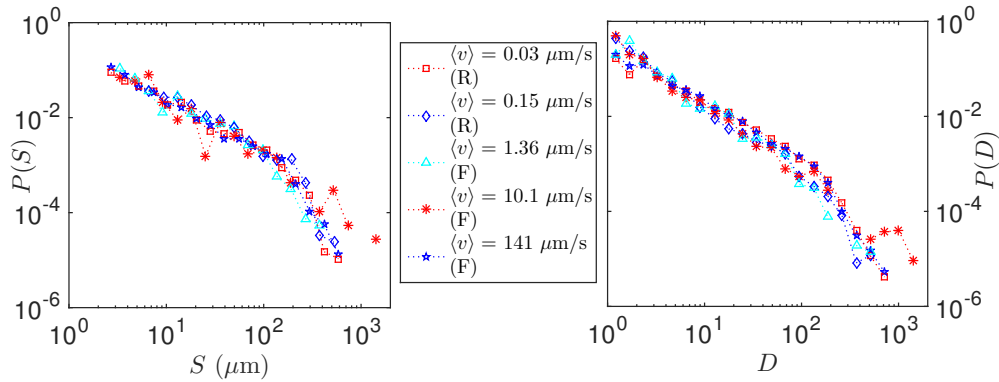 10^0
10^-2
10^-4
10^-6
P(S)
10^0 10^1 10^2 10^3
S (μm)
⟨v⟩ = 0.03 μm/s
(R)
⟨v⟩ = 0.15 μm/s
(R)
⟨v⟩ = 1.36 μm/s
(F)
⟨v⟩ = 10.1 μm/s
(F)
⟨v⟩ = 141 μm/s
(F)
10^0
10^-2
10^-4
10^-6
P(D)
10^0 10^1 10^2 10^3
D